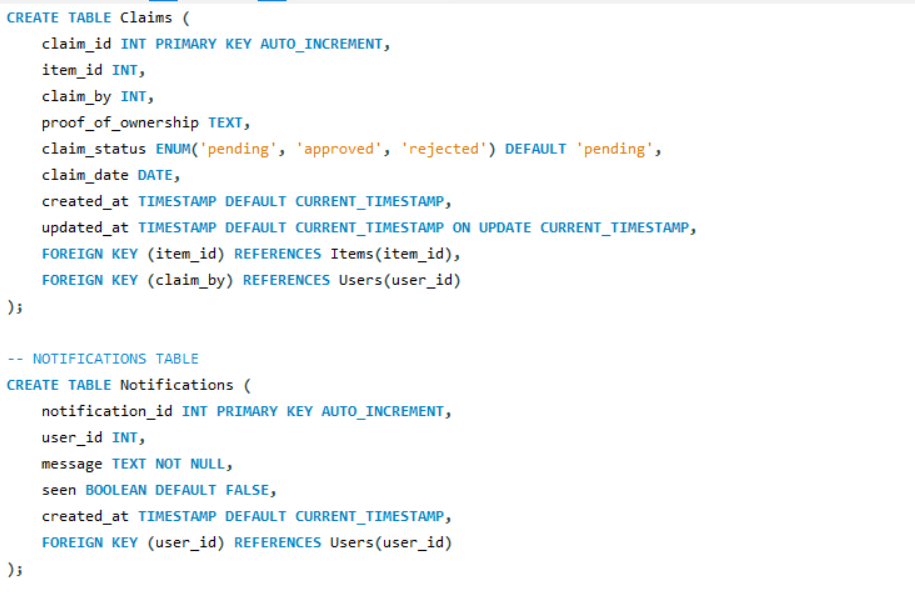 CREATE TABLE Claims (
    claim_id INT PRIMARY KEY AUTO_INCREMENT,
    item_id INT,
    claim_by INT,
    proof_of_ownership TEXT,
    claim_status ENUM('pending', 'approved', 'rejected') DEFAULT 'pending',
    claim_date DATE,
    created_at TIMESTAMP DEFAULT CURRENT_TIMESTAMP,
    updated_at TIMESTAMP DEFAULT CURRENT_TIMESTAMP ON UPDATE CURRENT_TIMESTAMP,
    FOREIGN KEY (item_id) REFERENCES Items(item_id),
    FOREIGN KEY (claim_by) REFERENCES Users(user_id)
);

-- NOTIFICATIONS TABLE
CREATE TABLE Notifications (
    notification_id INT PRIMARY KEY AUTO_INCREMENT,
    user_id INT,
    message TEXT NOT NULL,
    seen BOOLEAN DEFAULT FALSE,
    created_at TIMESTAMP DEFAULT CURRENT_TIMESTAMP,
    FOREIGN KEY (user_id) REFERENCES Users(user_id)
);